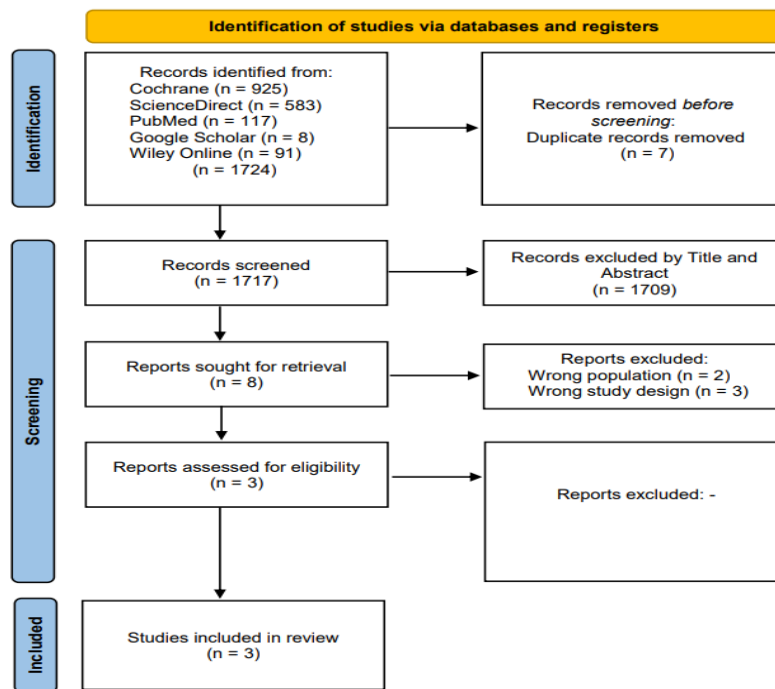 Identification of studies via databases and registers
Identification
Records identified from:
Cochrane (n = 925)
ScienceDirect (n = 583)
PubMed (n = 117)
Google Scholar (n = 8)
Wiley Online (n = 91)
(n = 1724)
Records removed before
screening:
Duplicate records removed
(n = 7)
Screening
Records screened
(n = 1717)
Records excluded by Title and
Abstract
(n = 1709)
Reports sought for retrieval
(n = 8)
Reports excluded:
Wrong population (n = 2)
Wrong study design (n = 3)
Reports assessed for eligibility
(n = 3)
Reports excluded: -
Included
Studies included in review
(n = 3)